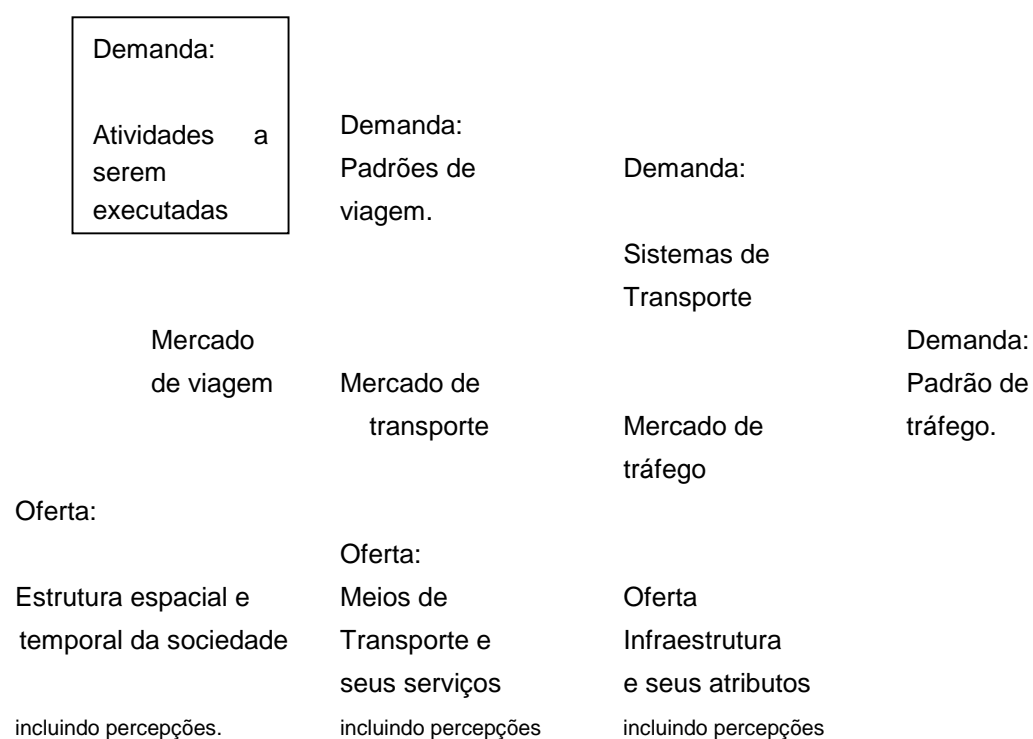 Demanda:
Atividades a
serem
executadas
Demanda:
Padrões de
viagem.
Demanda:
Sistemas de
Transporte
Mercado
de viagem
Mercado de
transporte
Mercado de
tráfego
Demanda:
Padrão de
tráfego.
Oferta:
Estrutura espacial e
temporal da sociedade
incluindo percepções.
Oferta:
Meios de
Transporte e
seus serviços
incluindo percepções
Oferta
Infraestrutura
e seus atributos
incluindo percepções